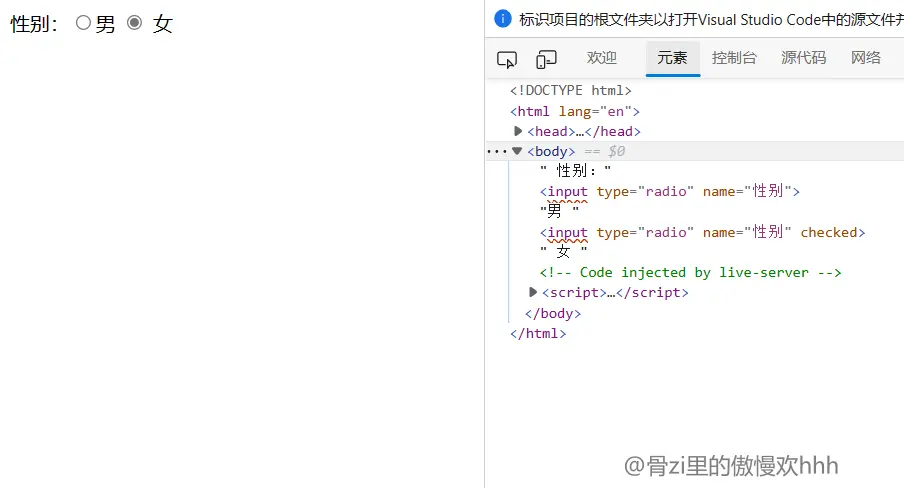 性别： 男 女
标识项目的根文件夹以打开Visual Studio Code中的源文件
欢迎 元素 控制台 源代码 网络
<!DOCTYPE html>
<html lang="en">
<head>…</head>
<body> == $0
" 性别："
<input type="radio" name="性别">
"男 "
<input type="radio" name="性别" checked>
" 女 "
<!-- Code injected by live-server -->
<script>…</script>
</body>
</html>
@骨zi里的傲慢欢hhh